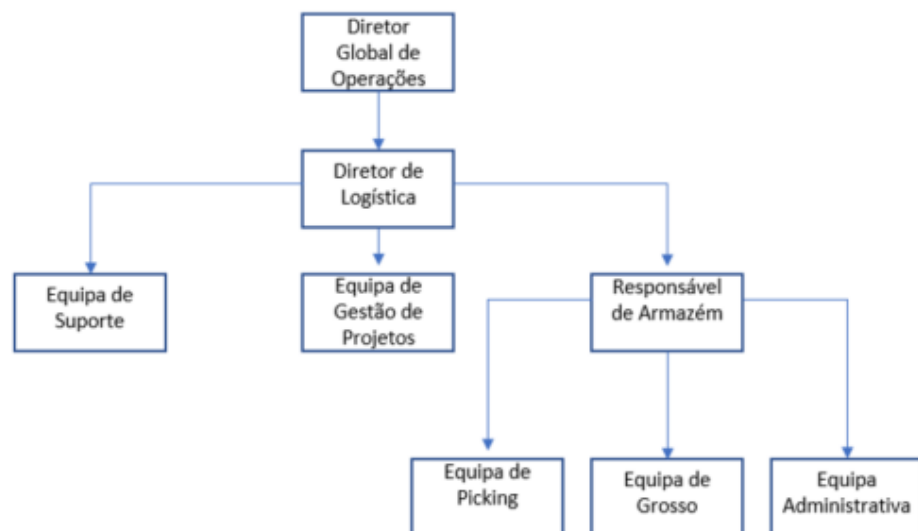 Diretor
Global de
Operações
Diretor de
Logística
Equipa de
Suporte
Equipa de
Gestão de
Projetos
Responsável
de Armazém
Equipa de
Picking
Equipa de
Grosso
Equipa
Administrativa